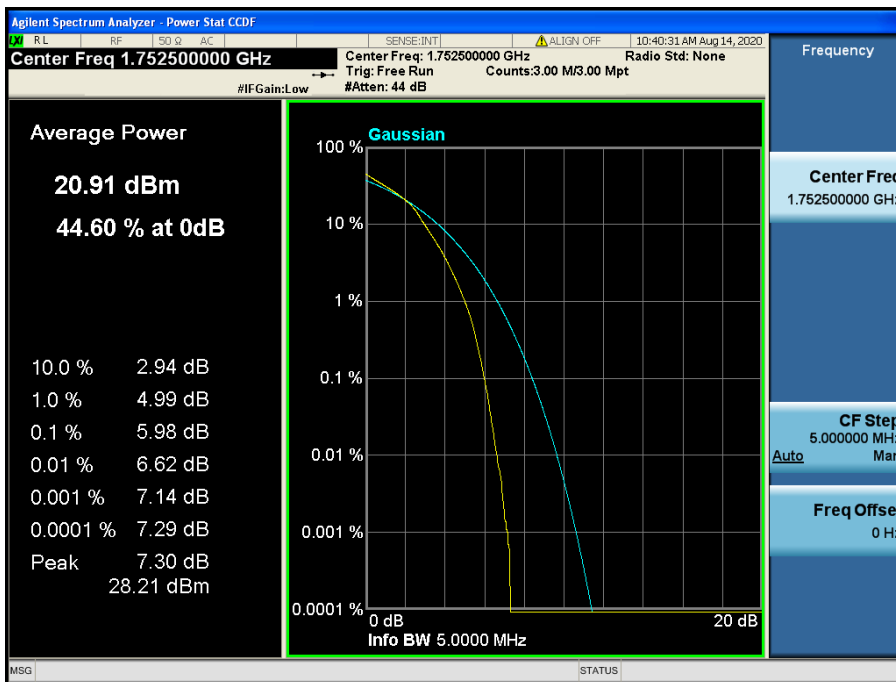 Agilent Spectrum Analyzer - Power Stat CCDF
LXI RL RF 50 Ω AC SENSE:INT ALIGN OFF 10:40:31 AM Aug 14, 2020
Center Freq 1.752500000 GHz
Center Freq: 1.752500000 GHz Radio Std: None
Trig: Free Run Counts:3.00 M/3.00 Mpt
#IFGain:Low #Atten: 44 dB
Frequency
Average Power
20.91 dBm
44.60 % at 0dB
10.0 % 2.94 dB
1.0 % 4.99 dB
0.1 % 5.98 dB
0.01 % 6.62 dB
0.001 % 7.14 dB
0.0001 % 7.29 dB
Peak 7.30 dB
28.21 dBm
Gaussian
100 %
10 %
1 %
0.1 %
0.01 %
0.001 %
0.0001 %
0 dB 20 dB
Info BW 5.0000 MHz
Center Freq
1.752500000 GHz
CF Step
5.000000 MHz
Auto Man
Freq Offse
0 Hz
MSG STATUS